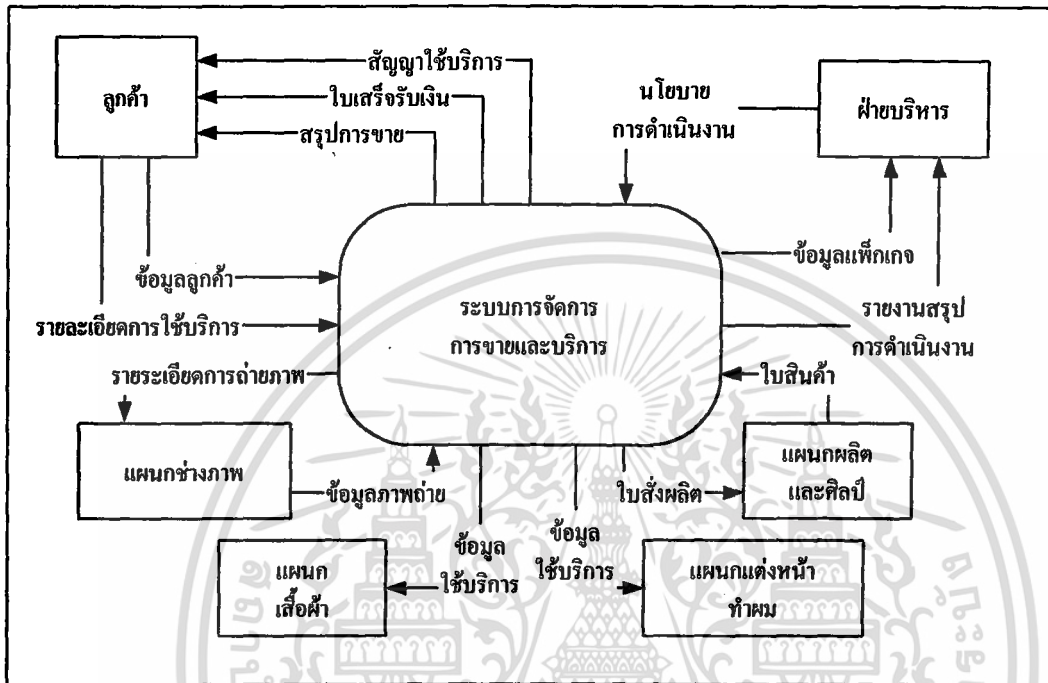 สัญญาใช้บริการ
ลูกค้า
ใบเสร็จรับเงิน
สรุปการขาย
นโยบาย
การดำเนินงาน
ฝ่ายบริหาร
ข้อมูลลูกค้า
รายละเอียดการใช้บริการ
ระบบการจัดการ
การขายและบริการ
ข้อมูลแพ็กเกจ
รายงานสรุป
การดำเนินงาน
รายระเอียดการถ่ายภาพ
ใบสินค้า
แผนกช่างภาพ
ข้อมูลภาพถ่าย
ใบสั่งผลิต
แผนกผลิต
และศิลป์
แผนก
เสื้อผ้า
ข้อมูล
ใช้บริการ
ข้อมูล
ใช้บริการ
แผนกแต่งหน้า
ทำผม